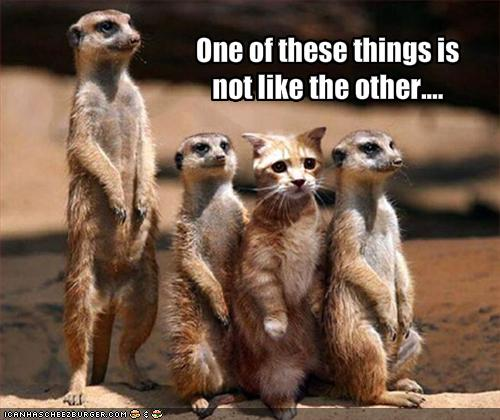 One of these things is
not like the other....
ICANHASCHEEZBURGER.COM